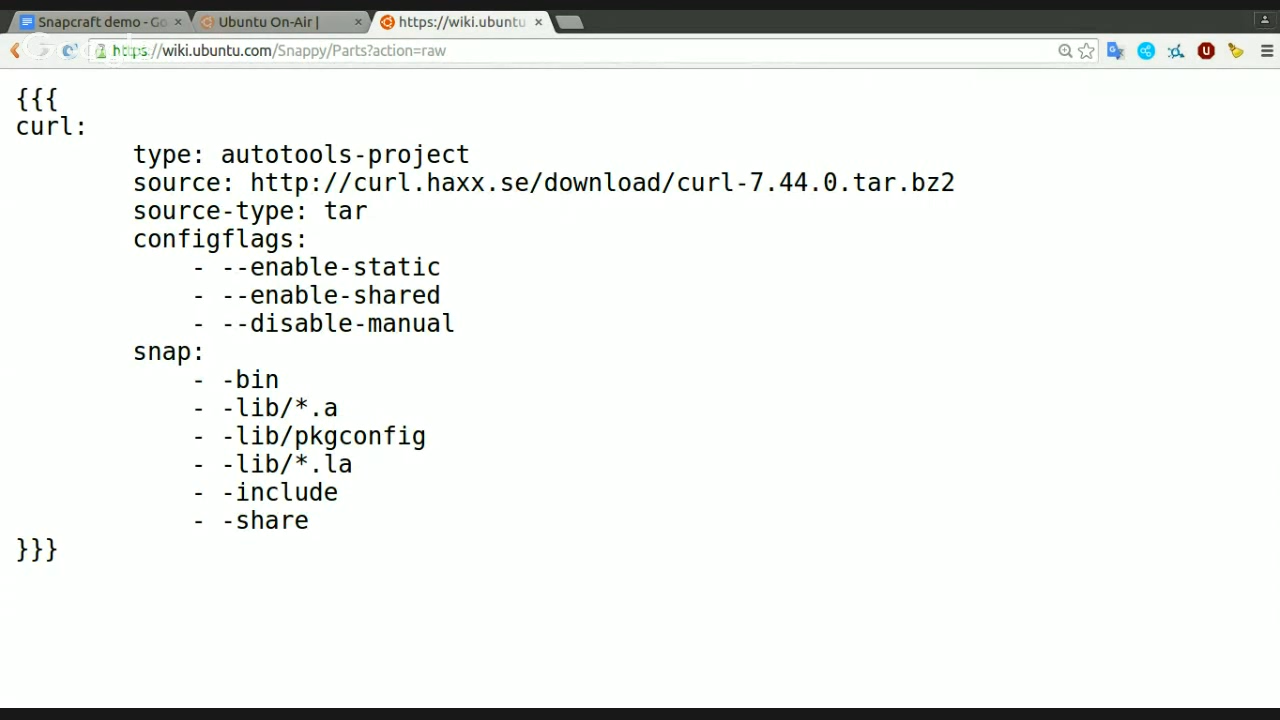 Snapcraft demo - Go
Ubuntu On-Air |
https://wiki.ubuntu
https://wiki.ubuntu.com/Snappy/Parts?action=raw
{{{
curl:
type: autotools-project
source: http://curl.haxx.se/download/curl-7.44.0.tar.bz2
source-type: tar
configflags:
- --enable-static
- --enable-shared
- --disable-manual
snap:
- -bin
- -lib/*.a
- -lib/pkgconfig
- -lib/*.la
- -include
- -share
}}}